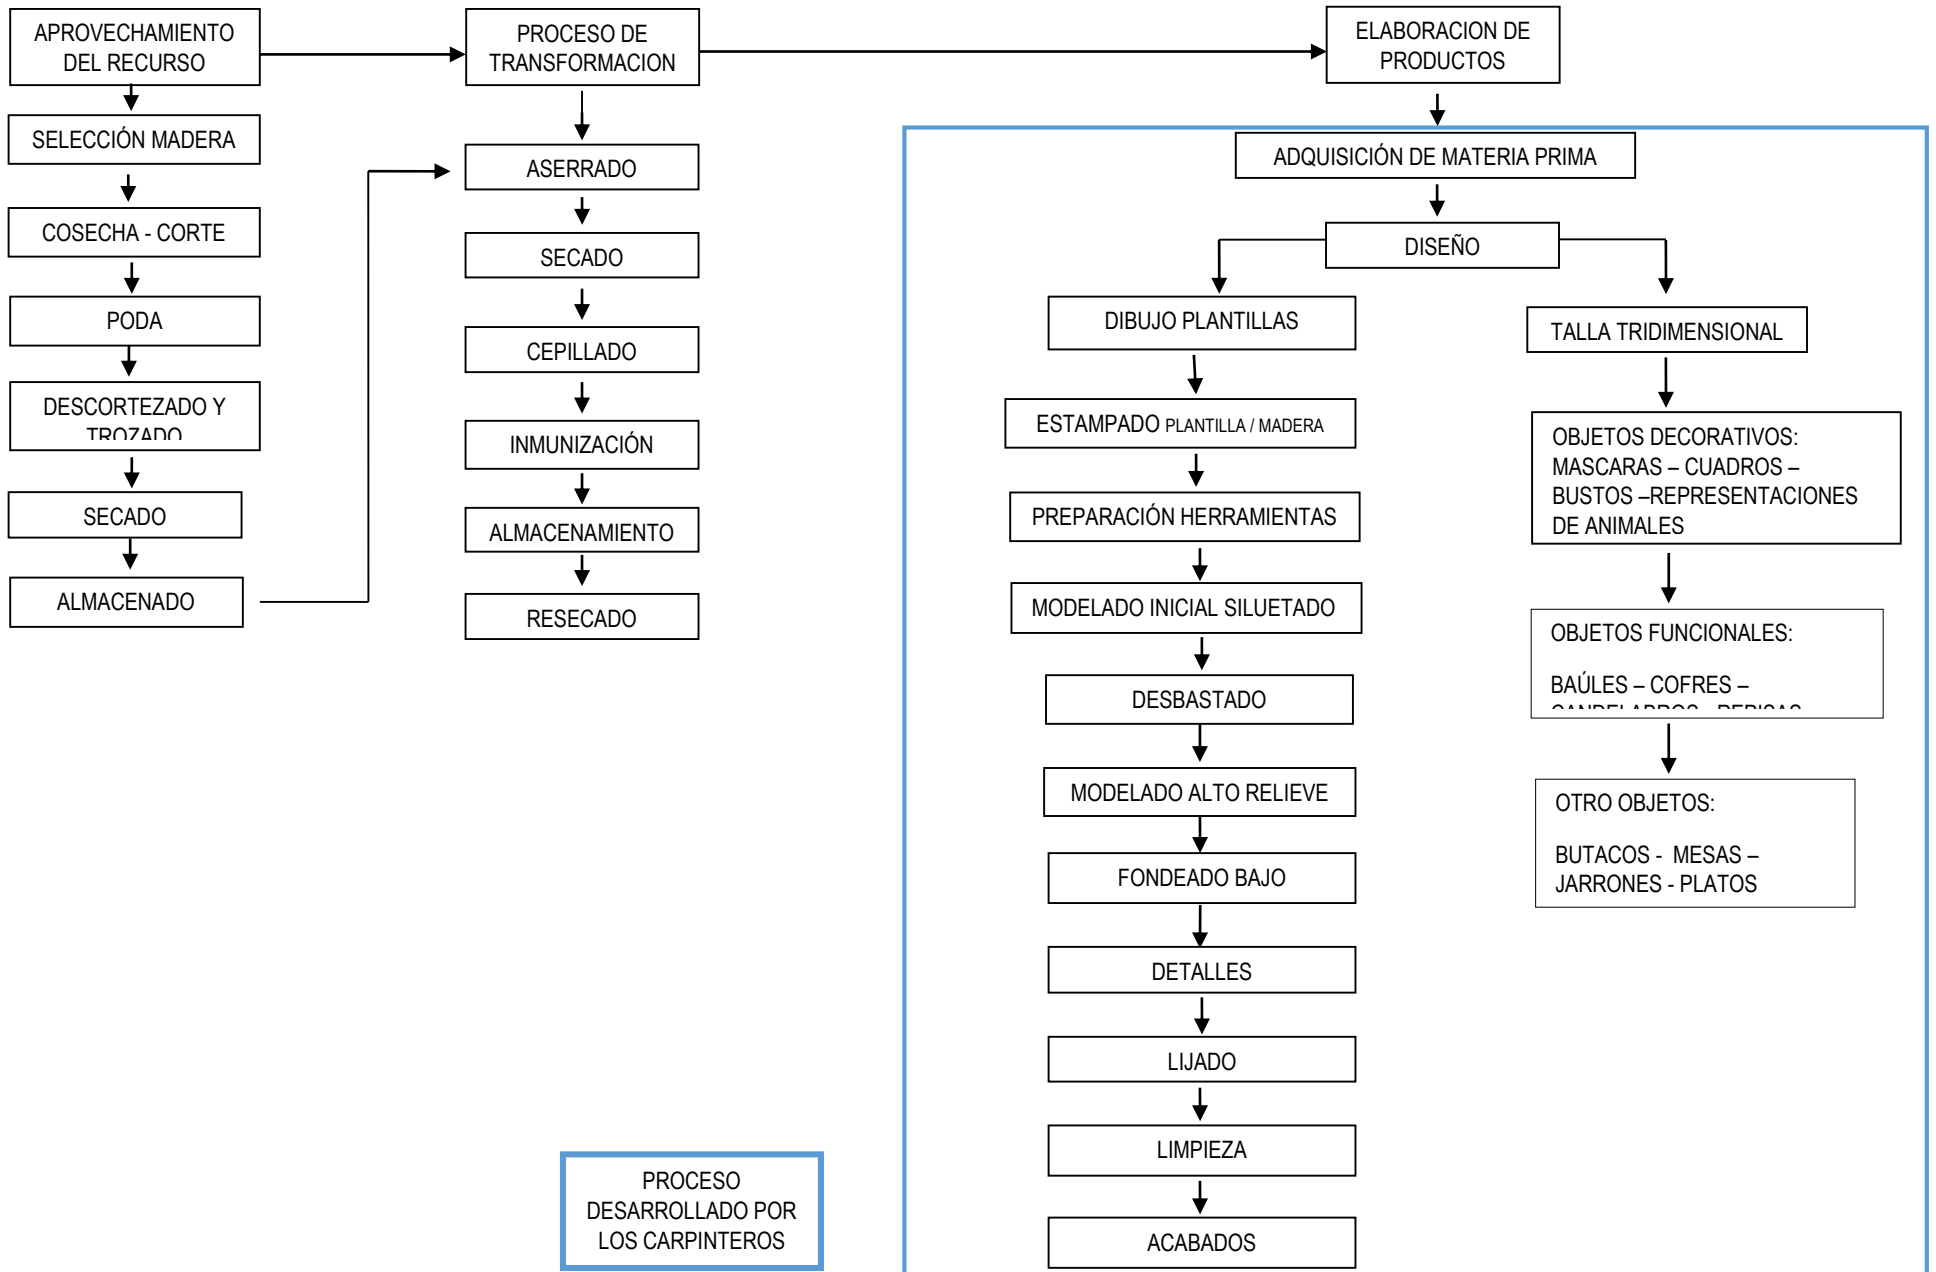 APROVECHAMIENTO
DEL RECURSO
SELECCIÓN MADERA
COSECHA - CORTE
PODA
DESCORTEZADO Y
TROZADO
SECADO
ALMACENADO
PROCESO DE
TRANSFORMACION
ASERRADO
SECADO
CEPILLADO
INMUNIZACIÓN
ALMACENAMIENTO
RESECADO
ELABORACION DE
PRODUCTOS
ADQUISICIÓN DE MATERIA PRIMA
DISEÑO
DIBUJO PLANTILLAS
ESTAMPADO PLANTILLA / MADERA
PREPARACIÓN HERRAMIENTAS
MODELADO INICIAL SILUETADO
DESBASTADO
MODELADO ALTO RELIEVE
FONDEADO BAJO
DETALLES
LIJADO
LIMPIEZA
ACABADOS
TALLA TRIDIMENSIONAL
OBJETOS DECORATIVOS:
MASCARAS – CUADROS –
BUSTOS –REPRESENTACIONES
DE ANIMALES
OBJETOS FUNCIONALES:
BAÚLES – COFRES –
CANDELABROS - REPISAS
OTRO OBJETOS:
BUTACOS - MESAS –
JARRONES - PLATOS
PROCESO
DESARROLLADO POR
LOS CARPINTEROS